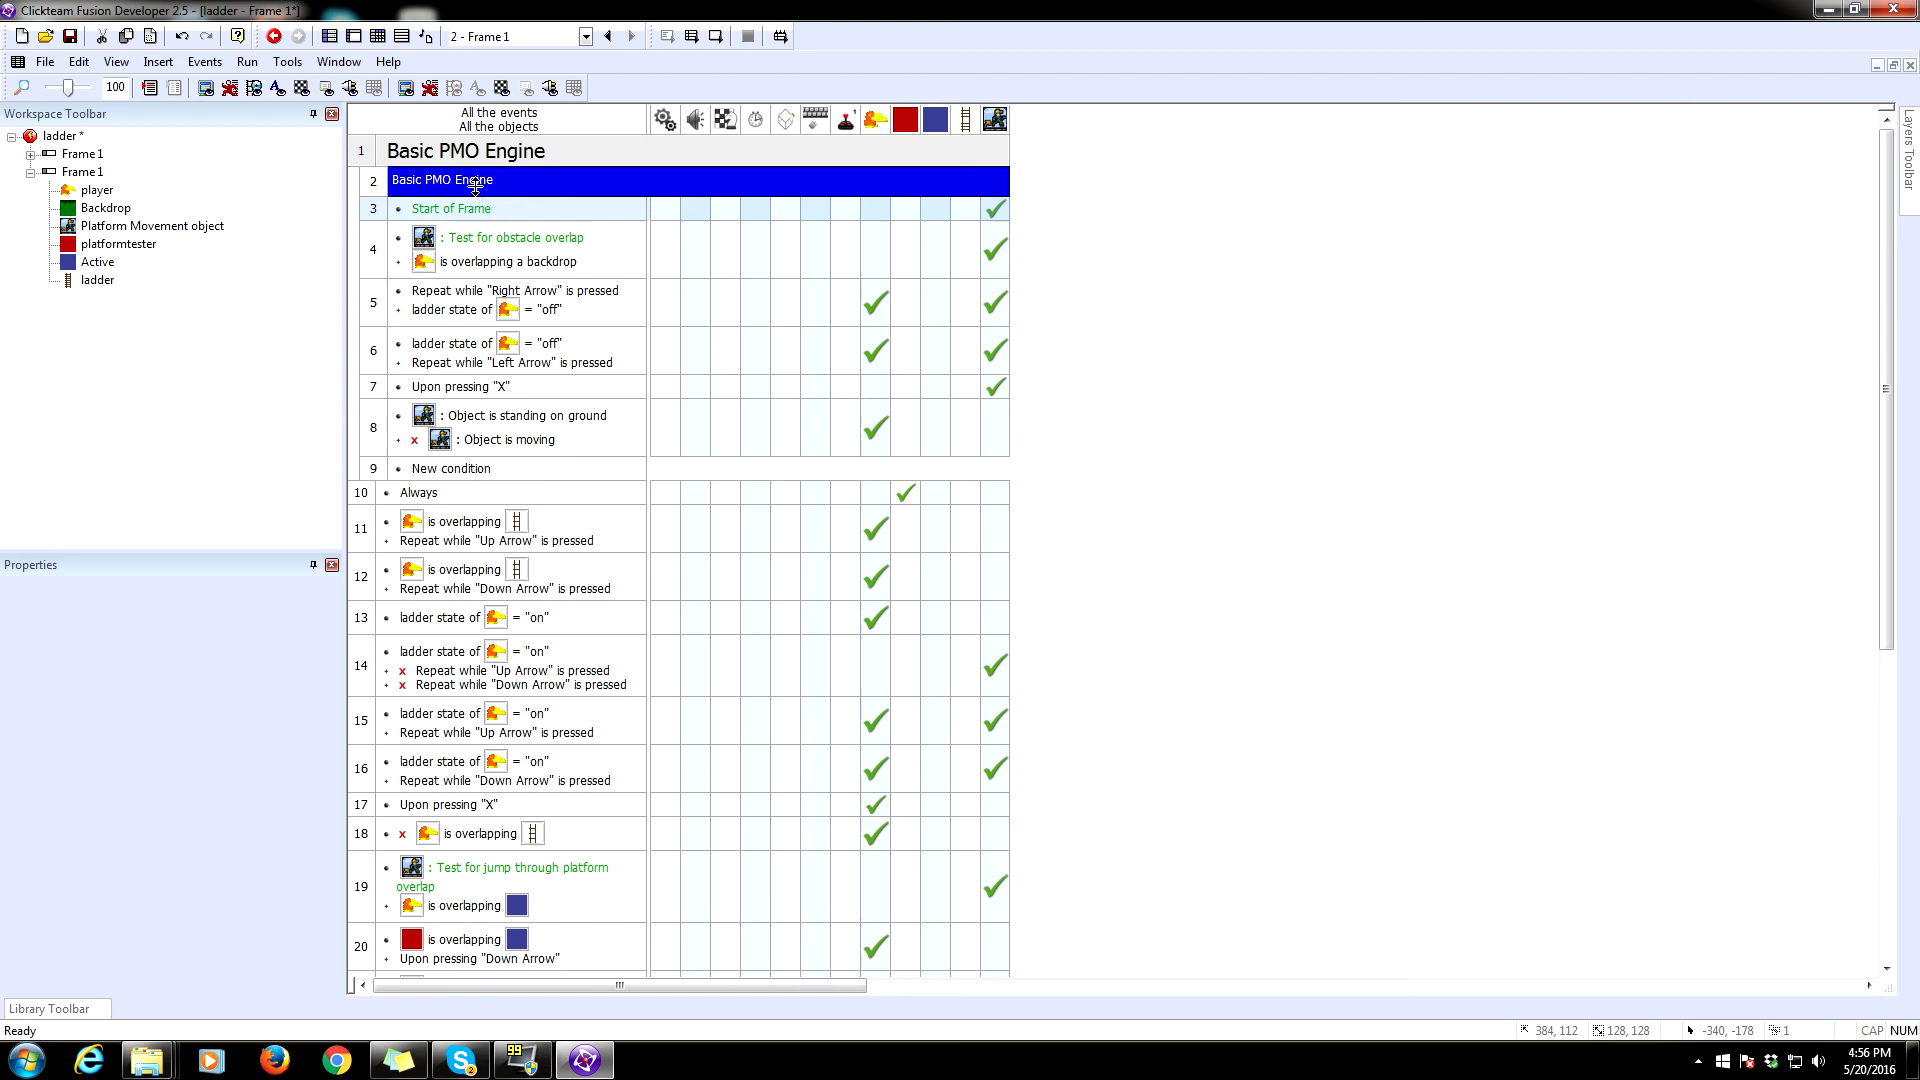 Clickteam Fusion Developer 2.5 - [ladder - Frame 1*]
2 - Frame 1
File Edit View Insert Events Run Tools Window Help
100
Workspace Toolbar
ladder *
Frame 1
Frame 1
player
Backdrop
Platform Movement object
platformtester
Active
ladder
Properties
Library Toolbar
Layers Toolbar
All the events
All the objects
1 Basic PMO Engine
2 Basic PMO Engine
3 Start of Frame
4 : Test for obstacle overlap
is overlapping a backdrop
5 Repeat while "Right Arrow" is pressed
ladder state of = "off"
6 ladder state of = "off"
Repeat while "Left Arrow" is pressed
7 Upon pressing "X"
8 : Object is standing on ground
X : Object is moving
9 New condition
10 Always
11 is overlapping
Repeat while "Up Arrow" is pressed
12 is overlapping
Repeat while "Down Arrow" is pressed
13 ladder state of = "on"
14 ladder state of = "on"
X Repeat while "Up Arrow" is pressed
X Repeat while "Down Arrow" is pressed
15 ladder state of = "on"
Repeat while "Up Arrow" is pressed
16 ladder state of = "on"
Repeat while "Down Arrow" is pressed
17 Upon pressing "X"
18 X is overlapping
19 : Test for jump through platform
overlap
is overlapping
20 is overlapping
Upon pressing "Down Arrow"
Ready
384, 112 128, 128 -340, -178 1 CAP NUM
99
2
4:56 PM
5/20/2016